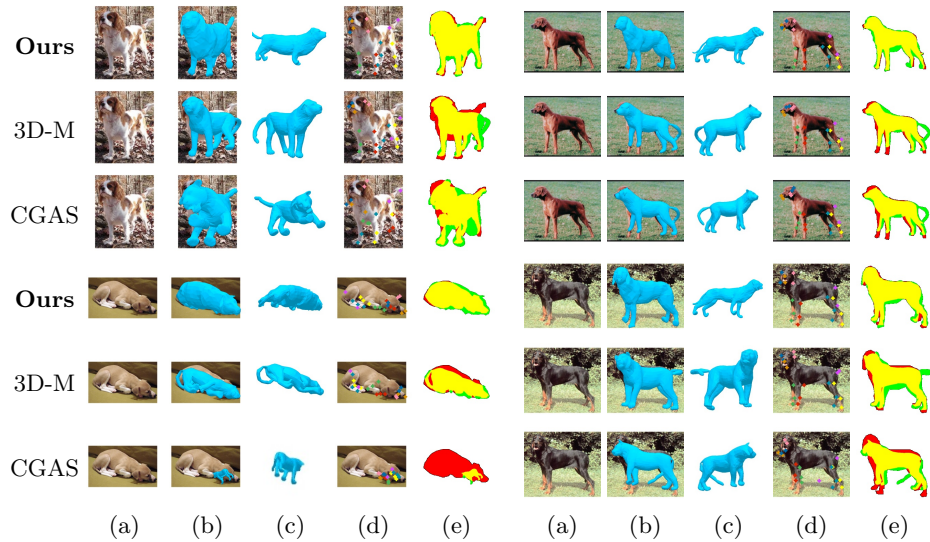 Ours
3D-M
CGAS
Ours
3D-M
CGAS
(a) (b) (c) (d) (e) (a) (b) (c) (d) (e)